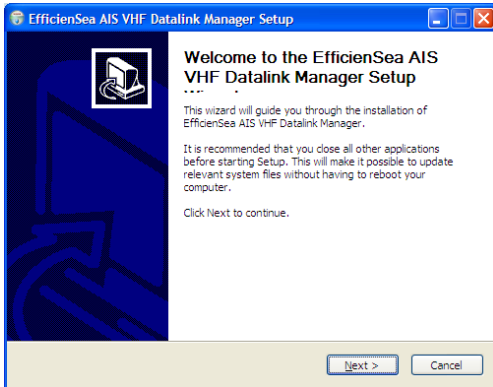 EfficienSea AIS VHF Datalink Manager Setup
Welcome to the EfficienSea AIS
VHF Datalink Manager Setup
This wizard will guide you through the installation of
EfficienSea AIS VHF Datalink Manager.
It is recommended that you close all other applications
before starting Setup. This will make it possible to update
relevant system files without having to reboot your
computer.
Click Next to continue.
Next >
Cancel